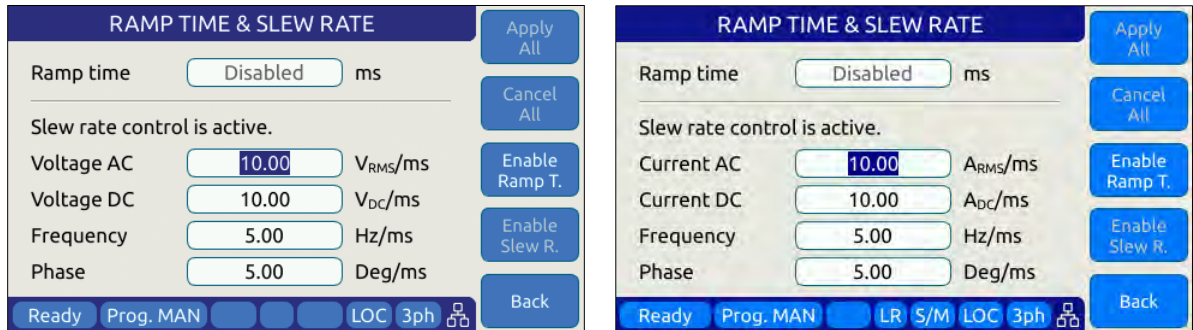 RAMP TIME & SLEW RATE
Apply
All
Ramp time Disabled ms
Cancel
All
Slew rate control is active.
Voltage AC 10.00 VRMS/ms
Enable
Ramp T.
Voltage DC 10.00 VDC/ms
Frequency 5.00 Hz/ms
Enable
Slew R.
Phase 5.00 Deg/ms
Back
Ready Prog. MAN LOC 3ph
RAMP TIME & SLEW RATE
Apply
All
Ramp time Disabled ms
Cancel
All
Slew rate control is active.
Current AC 10.00 ARMS/ms
Enable
Ramp T.
Current DC 10.00 ADC/ms
Frequency 5.00 Hz/ms
Enable
Slew R.
Phase 5.00 Deg/ms
Back
Ready Prog. MAN LR S/M LOC 3ph